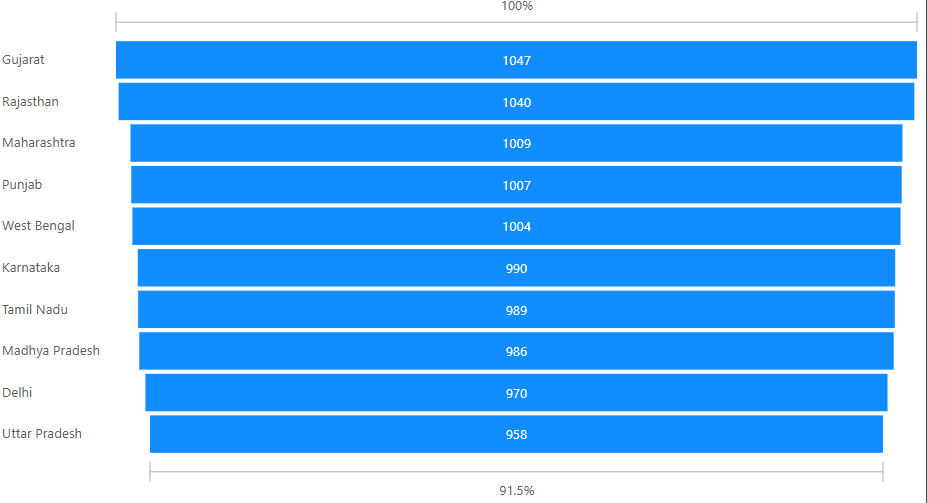 100%
Gujarat 1047
Rajasthan 1040
Maharashtra 1009
Punjab 1007
West Bengal 1004
Karnataka 990
Tamil Nadu 989
Madhya Pradesh 986
Delhi 970
Uttar Pradesh 958
91.5%